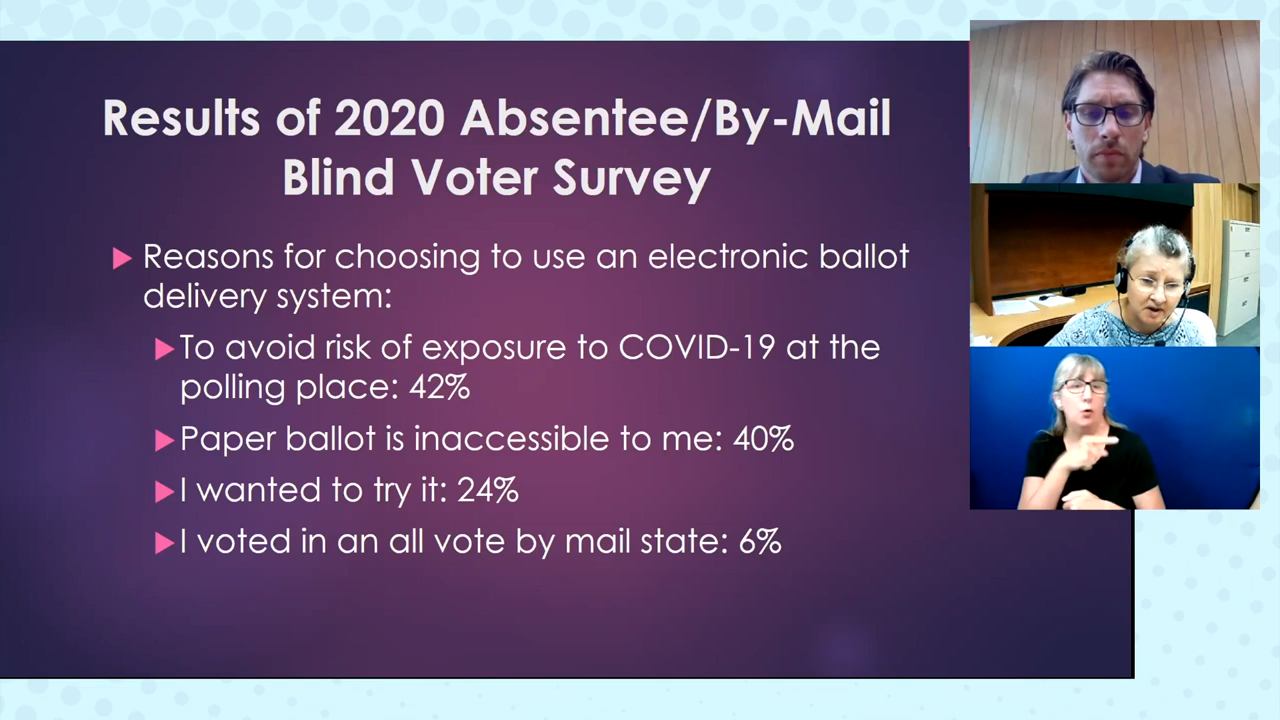 Results of 2020 Absentee/By-Mail
Blind Voter Survey
Reasons for choosing to use an electronic ballot
delivery system:
To avoid risk of exposure to COVID-19 at the
polling place: 42%
Paper ballot is inaccessible to me: 40%
I wanted to try it: 24%
I voted in an all vote by mail state: 6%